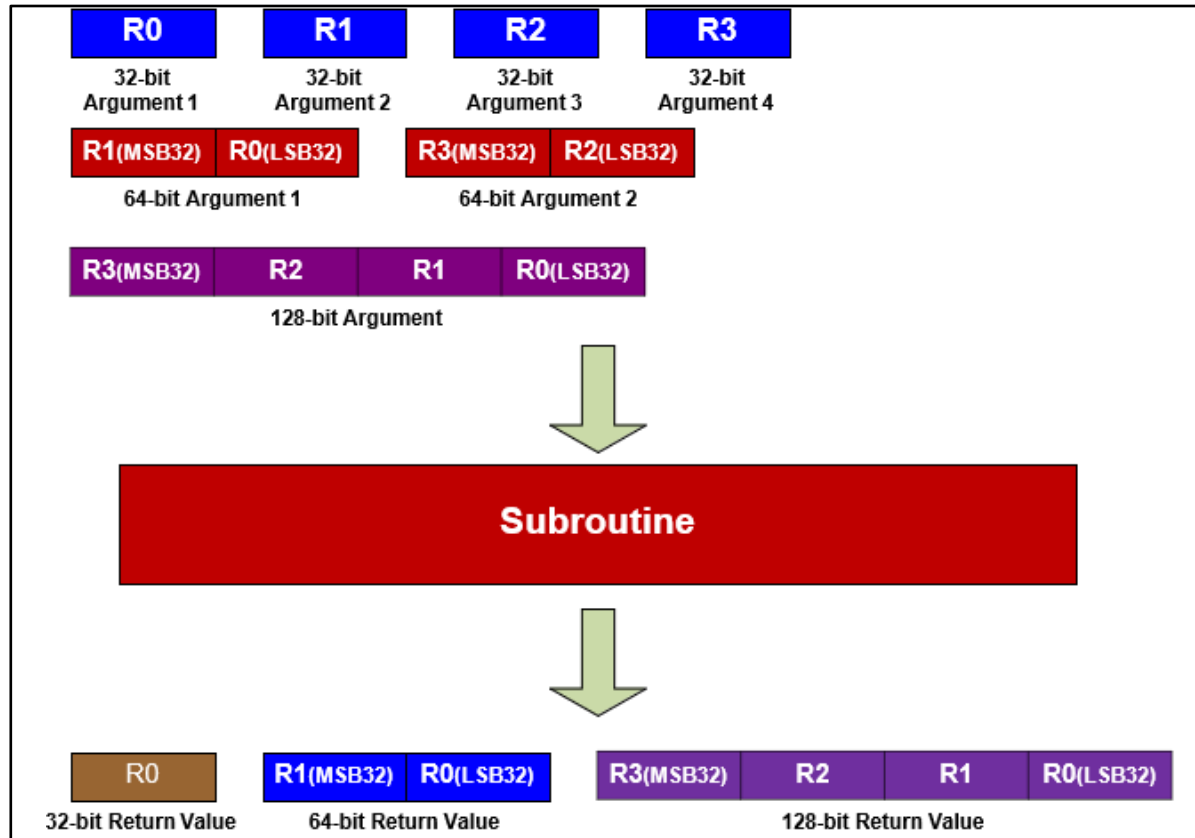 R0 R1 R2 R3
32-bit 32-bit 32-bit 32-bit
Argument 1 Argument 2 Argument 3 Argument 4
R1(MSB32) R0(LSB32) R3(MSB32) R2(LSB32)
64-bit Argument 1 64-bit Argument 2
R3(MSB32) R2 R1 R0(LSB32)
128-bit Argument
Subroutine
R0 R1(MSB32) R0(LSB32) R3(MSB32) R2 R1 R0(LSB32)
32-bit Return Value 64-bit Return Value 128-bit Return Value